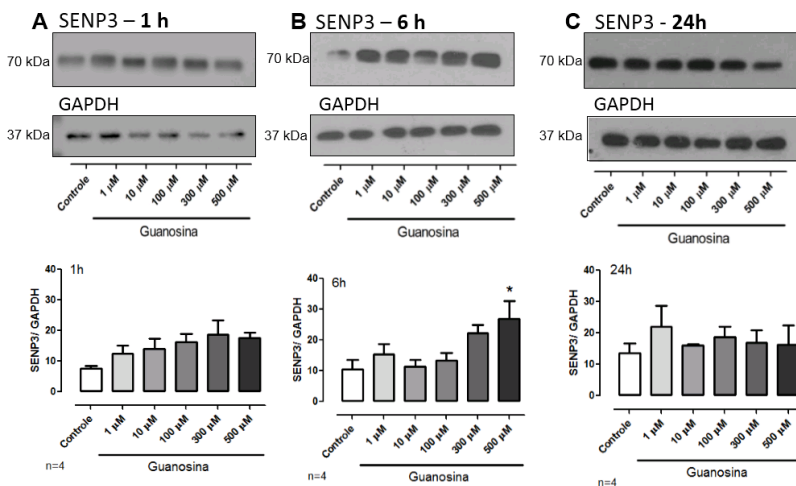 A SENP3 – 1 h
70 kDa
GAPDH
37 kDa
Controle
1 µM
10 µM
100 µM
300 µM
500 µM
Guanosina
1h
SENP3/ GAPDH
40
30
20
10
0
Controle
1 µM
10 µM
100 µM
300 µM
500 µM
Guanosina
n=4
B SENP3 – 6 h
70 kDa
GAPDH
37 kDa
Controle
1 µM
10 µM
100 µM
300 µM
500 µM
Guanosina
6h
*
SENP3/ GAPDH
40
30
20
10
0
Controle
1 µM
10 µM
100 µM
300 µM
500 µM
Guanosina
n=4
C SENP3 - 24h
70 kDa
GAPDH
37 kDa
Controle
1 µM
10 µM
100 µM
300 µM
500 µM
Guanosina
24h
SENP3/ GAPDH
40
30
20
10
0
Controle
1 µM
10 µM
100 µM
300 µM
500 µM
Guanosina
n=4